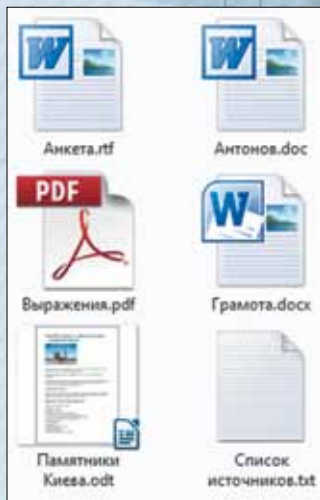 Анкета.rtf
Антонов.doc
PDF
Выражения.pdf
Грамота.docx
Памятники
Киева.odt
Список
источников.txt